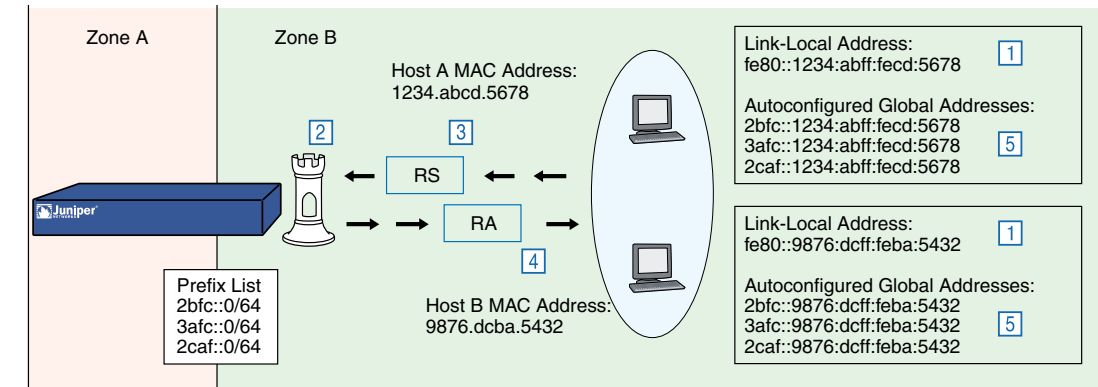 Zone A
Zone B
Host A MAC Address:
1234.abcd.5678
2
3
RS
RA
4
Juniper
NETWORKS
Prefix List
2bfc::0/64
3afc::0/64
2caf::0/64
Host B MAC Address:
9876.dcba.5432
Link-Local Address:
fe80::1234:abff:fecd:5678
1
Autoconfigured Global Addresses:
2bfc::1234:abff:fecd:5678
3afc::1234:abff:fecd:5678
2caf::1234:abff:fecd:5678
5
Link-Local Address:
fe80::9876:dcff:feba:5432
1
Autoconfigured Global Addresses:
2bfc::9876:dcff:feba:5432
3afc::9876:dcff:feba:5432
2caf::9876:dcff:feba:5432
5